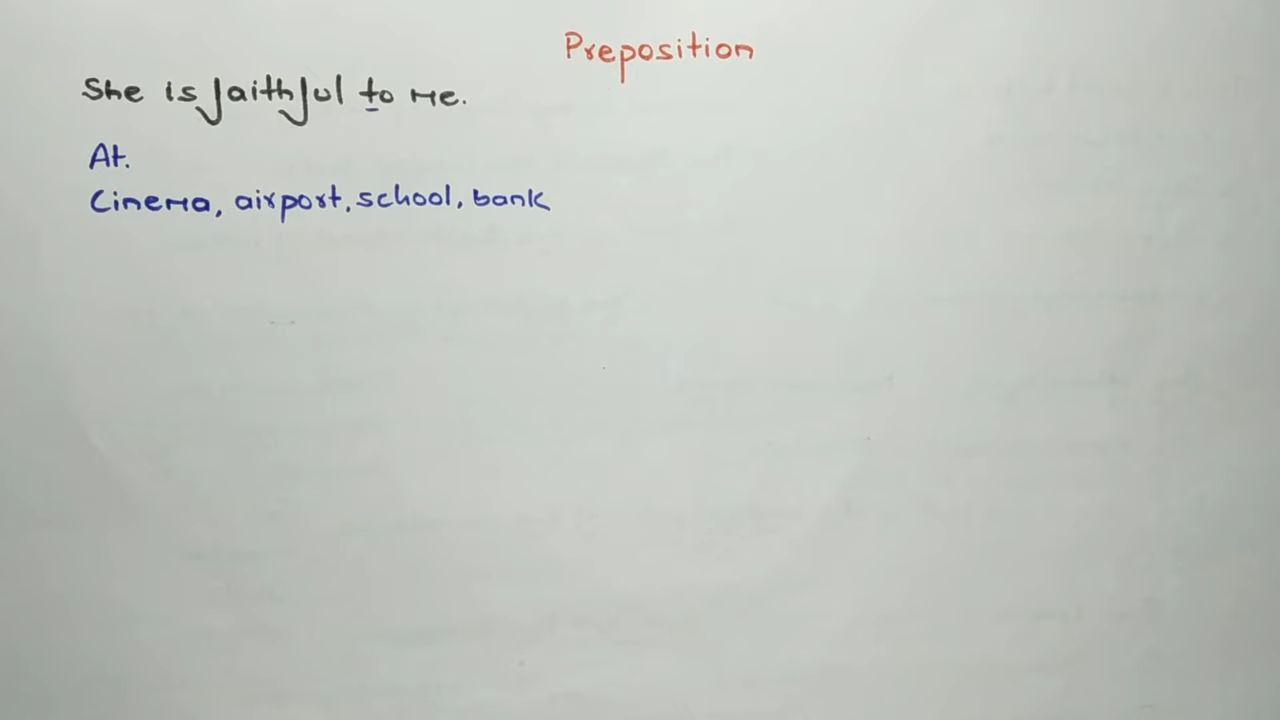 Preposition
She is faithful to me.
At.
Cinema, airport, school, bank